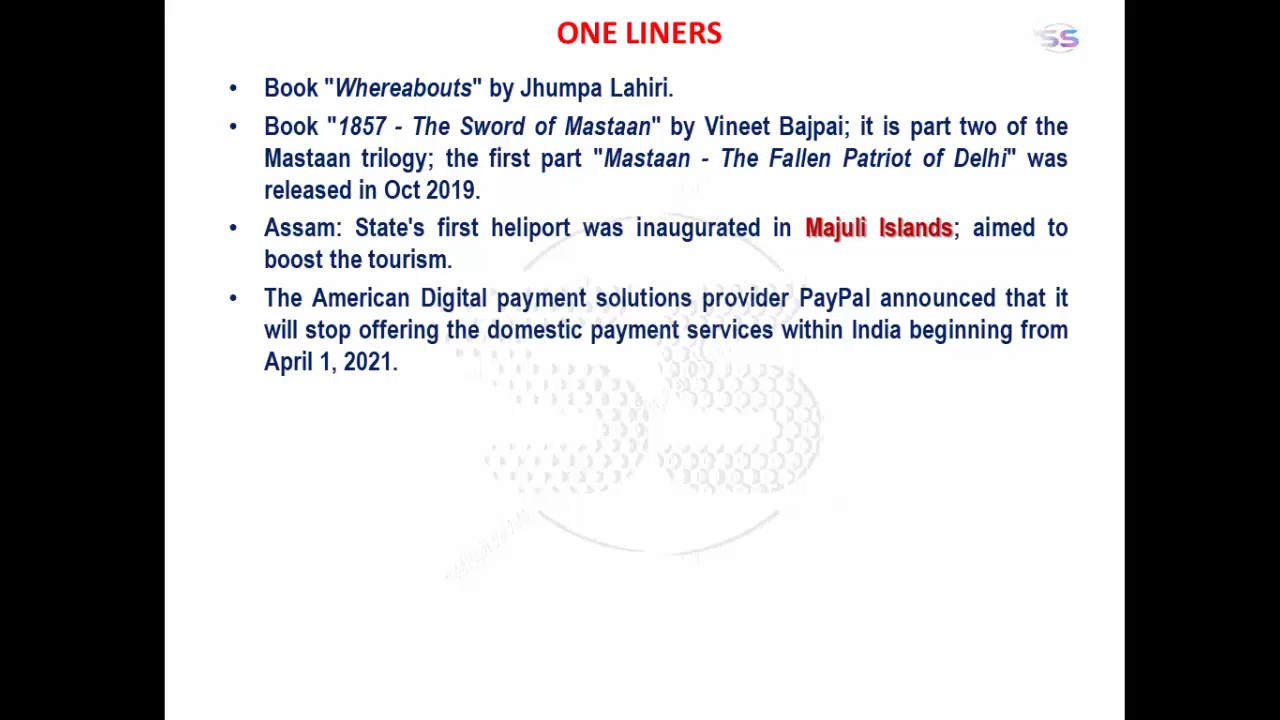 ONE LINERS
SS
• Book "Whereabouts" by Jhumpa Lahiri.
• Book "1857 - The Sword of Mastaan" by Vineet Bajpai; it is part two of the
Mastaan trilogy; the first part "Mastaan - The Fallen Patriot of Delhi" was
released in Oct 2019.
• Assam: State's first heliport was inaugurated in Majuli Islands; aimed to
boost the tourism.
• The American Digital payment solutions provider PayPal announced that it
will stop offering the domestic payment services within India beginning from
April 1, 2021.